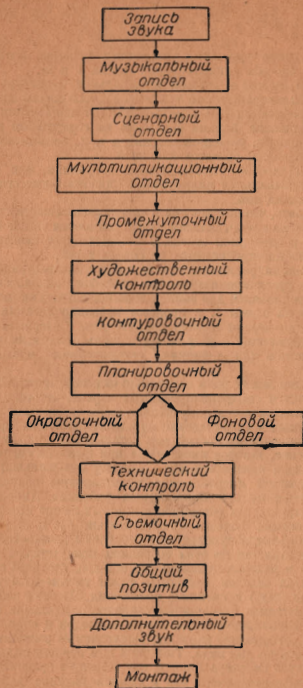 Запись
звука
Музыкальный
отдел
Сценарный
отдел
Мультипликационный
отдел
Промежуточный
отдел
Художественный
контроль
Контуровочный
отдел
Планировочный
отдел
Окрасочный
отдел
Фоновой
отдел
Технический
контроль
Съемочный
отдел
Общий
позитив
Дополнительный
звук
Монтаж